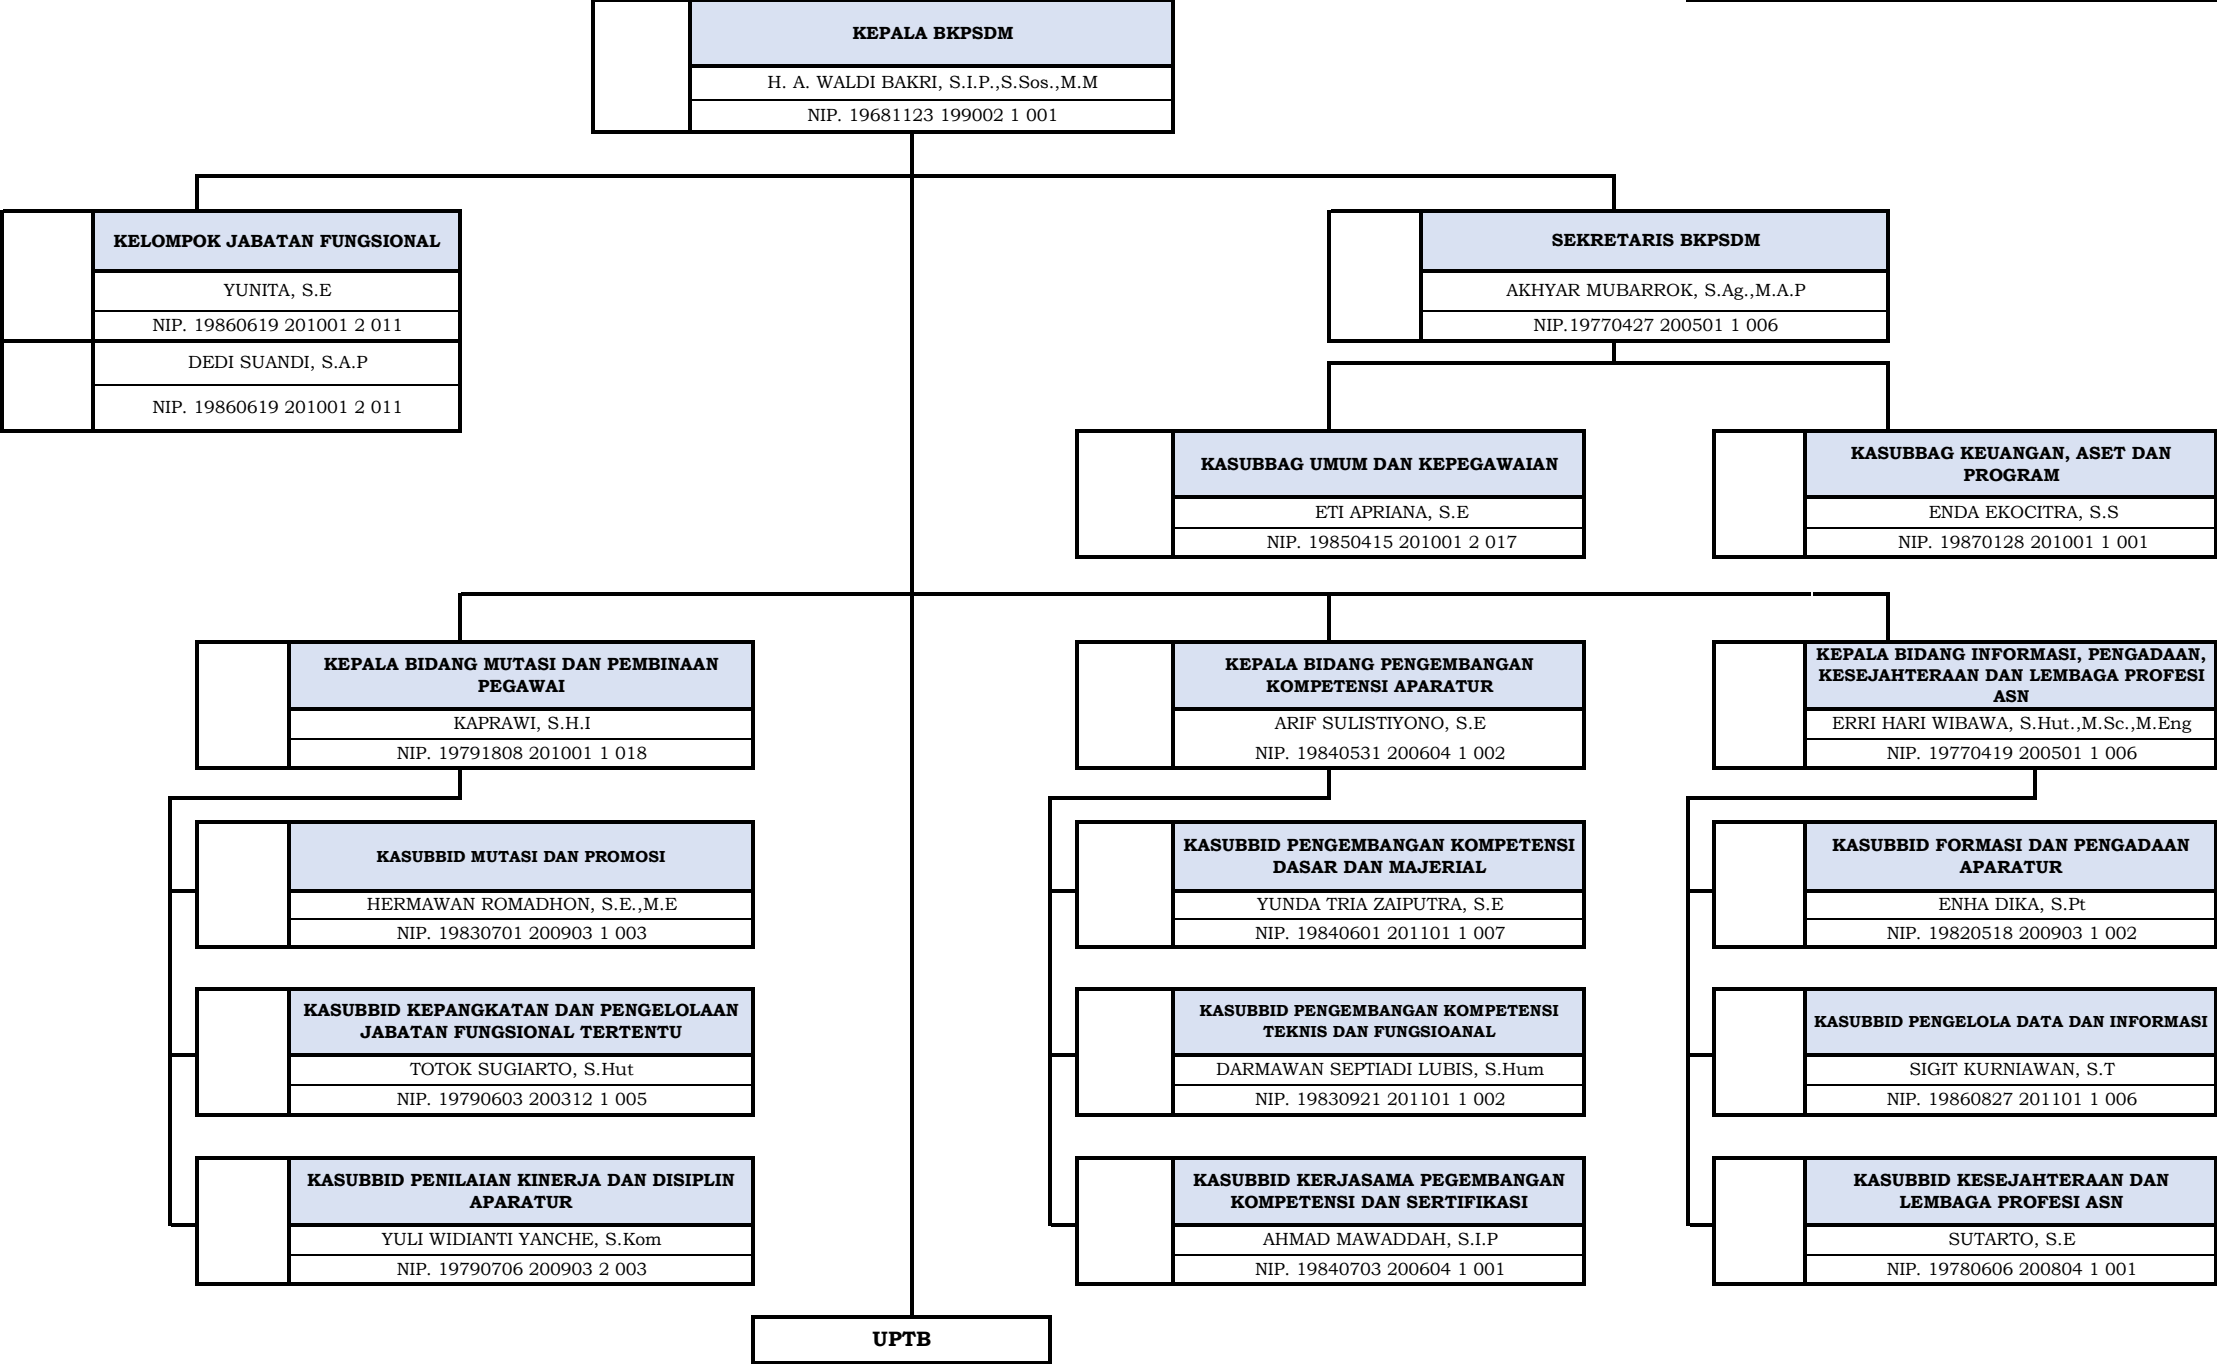 KEPALA BKPSDM
H. A. WALDI BAKRI, S.I.P.,S.Sos.,M.M
NIP. 19681123 199002 1 001
KELOMPOK JABATAN FUNGSIONAL
YUNITA, S.E
NIP. 19860619 201001 2 011
DEDI SUANDI, S.A.P
NIP. 19860619 201001 2 011
SEKRETARIS BKPSDM
AKHYAR MUBARROK, S.Ag.,M.A.P
NIP.19770427 200501 1 006
KASUBBAG UMUM DAN KEPEGAWAIAN
ETI APRIANA, S.E
NIP. 19850415 201001 2 017
KASUBBAG KEUANGAN, ASET DAN
PROGRAM
ENDA EKOCITRA, S.S
NIP. 19870128 201001 1 001
KEPALA BIDANG MUTASI DAN PEMBINAAN
PEGAWAI
KAPRAWI, S.H.I
NIP. 19791808 201001 1 018
KEPALA BIDANG PENGEMBANGAN
KOMPETENSI APARATUR
ARIF SULISTIYONO, S.E
NIP. 19840531 200604 1 002
KEPALA BIDANG INFORMASI, PENGADAAN,
KESEJAHTERAAN DAN LEMBAGA PROFESI
ASN
ERRI HARI WIBAWA, S.Hut.,M.Sc.,M.Eng
NIP. 19770419 200501 1 006
KASUBBID MUTASI DAN PROMOSI
HERMAWAN ROMADHON, S.E.,M.E
NIP. 19830701 200903 1 003
KASUBBID PENGEMBANGAN KOMPETENSI
DASAR DAN MAJERIAL
YUNDA TRIA ZAIPUTRA, S.E
NIP. 19840601 201101 1 007
KASUBBID FORMASI DAN PENGADAAN
APARATUR
ENHA DIKA, S.Pt
NIP. 19820518 200903 1 002
KASUBBID KEPANGKATAN DAN PENGELOLAAN
JABATAN FUNGSIONAL TERTENTU
TOTOK SUGIARTO, S.Hut
NIP. 19790603 200312 1 005
KASUBBID PENGEMBANGAN KOMPETENSI
TEKNIS DAN FUNGSIOANAL
DARMAWAN SEPTIADI LUBIS, S.Hum
NIP. 19830921 201101 1 002
KASUBBID PENGELOLA DATA DAN INFORMASI
SIGIT KURNIAWAN, S.T
NIP. 19860827 201101 1 006
KASUBBID PENILAIAN KINERJA DAN DISIPLIN
APARATUR
YULI WIDIANTI YANCHE, S.Kom
NIP. 19790706 200903 2 003
KASUBBID KERJASAMA PEGEMBANGAN
KOMPETENSI DAN SERTIFIKASI
AHMAD MAWADDAH, S.I.P
NIP. 19840703 200604 1 001
KASUBBID KESEJAHTERAAN DAN
LEMBAGA PROFESI ASN
SUTARTO, S.E
NIP. 19780606 200804 1 001
UPTB